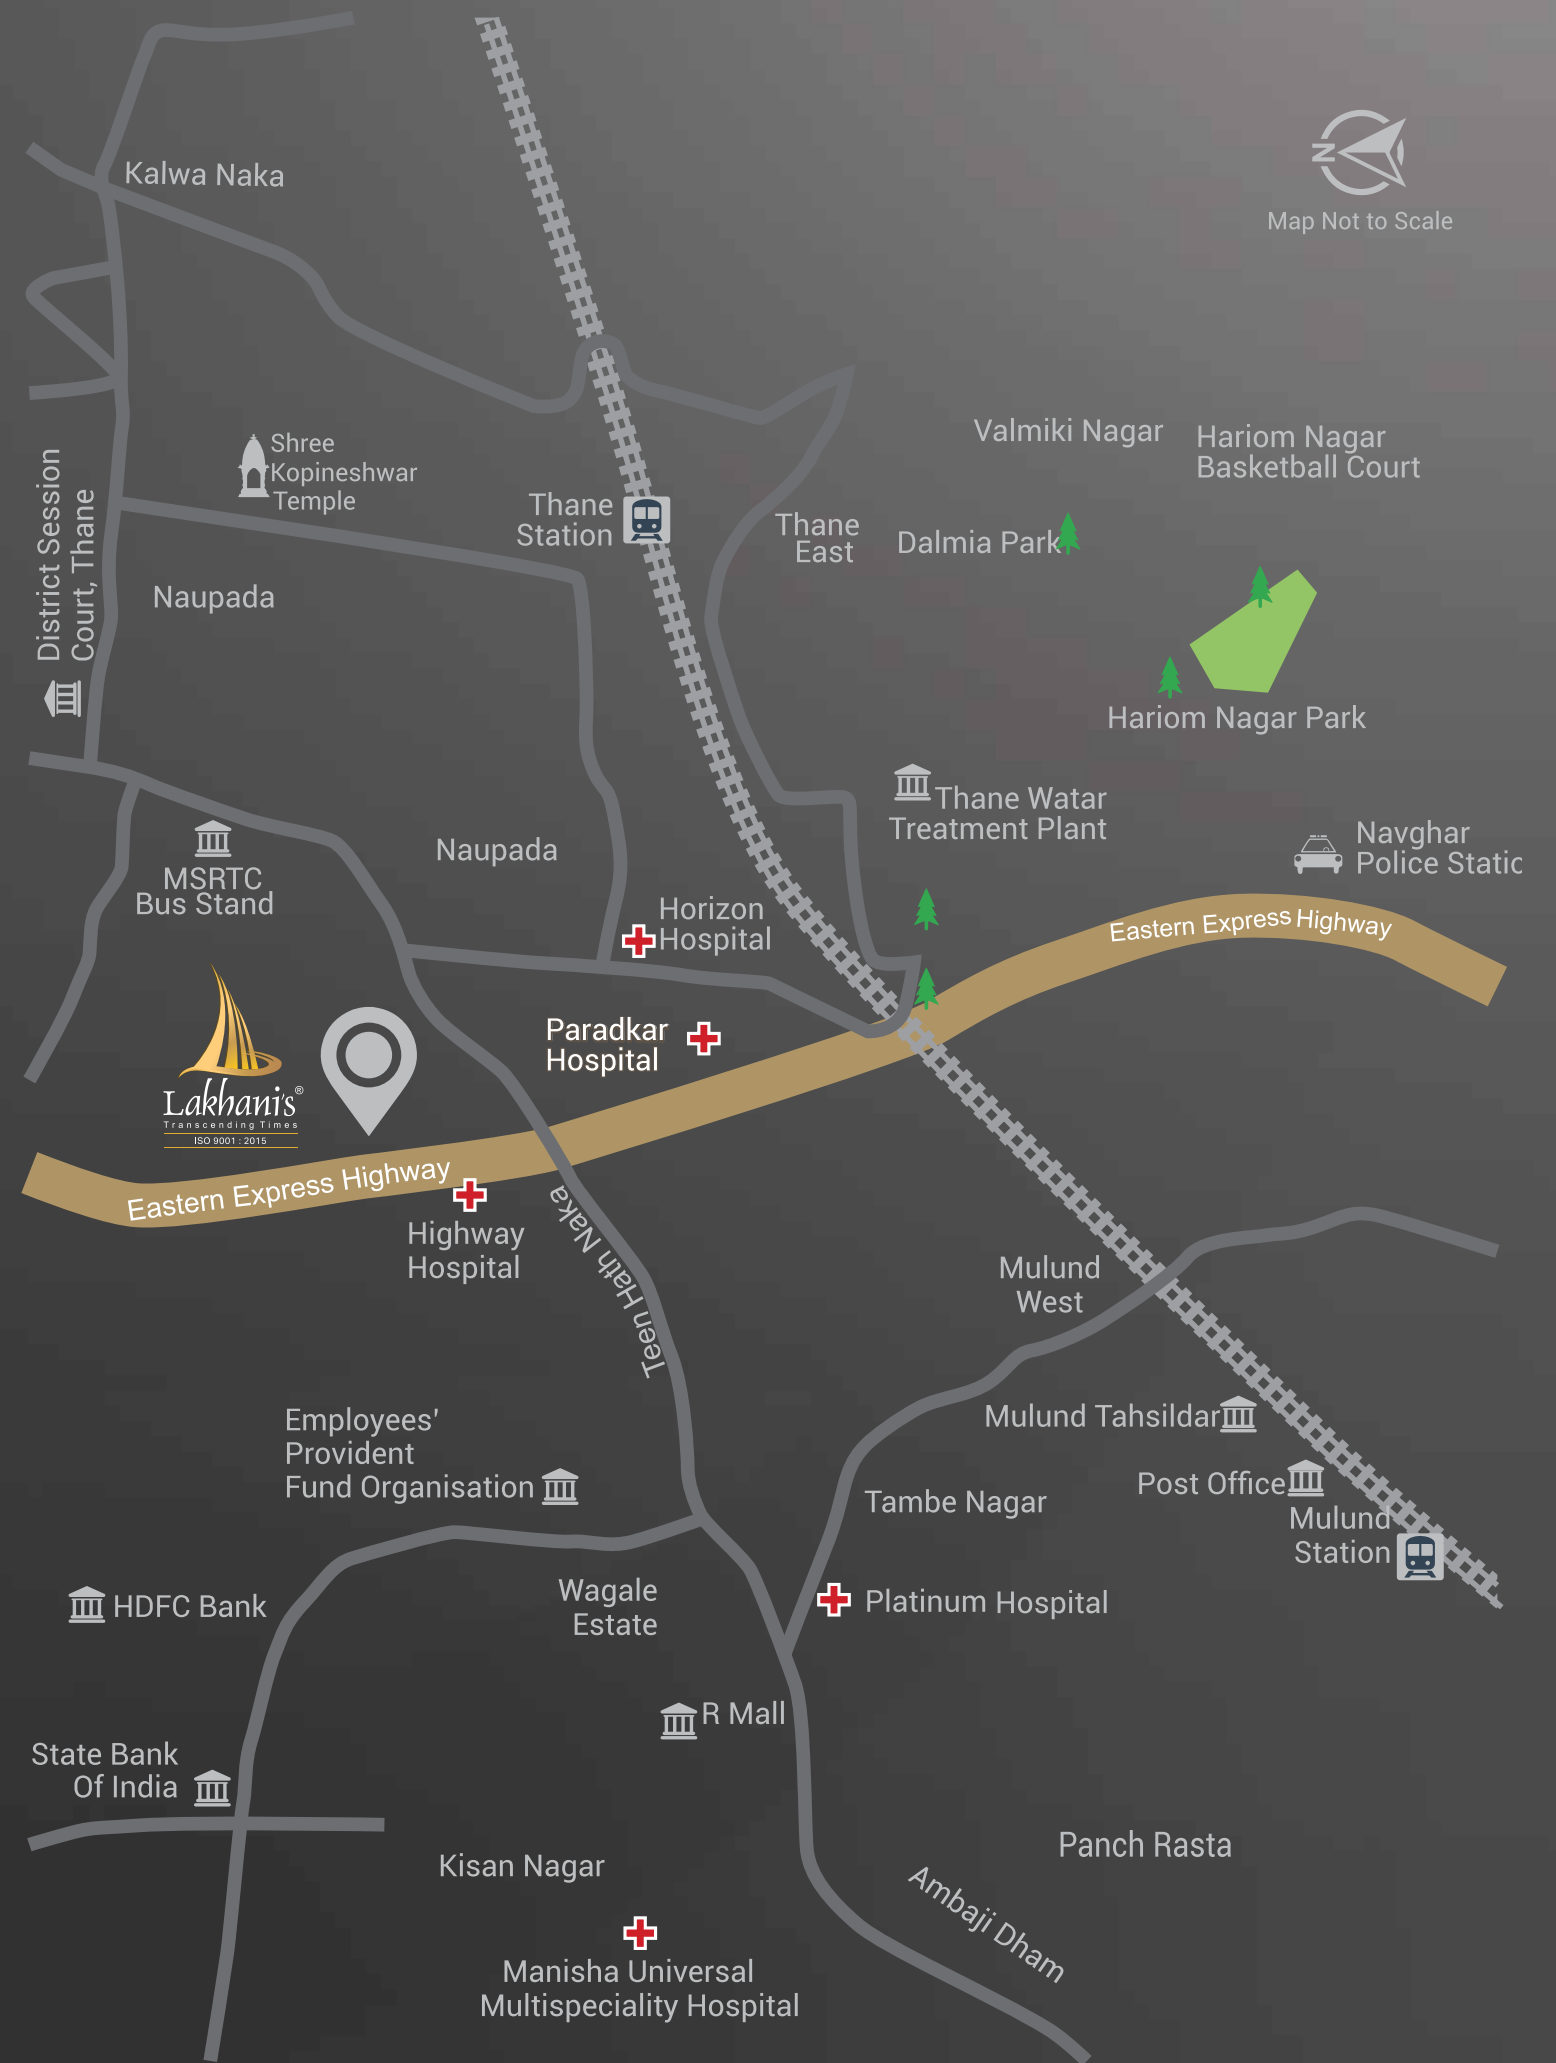 Kalwa Naka
N
Map Not to Scale
Valmiki Nagar
Hariom Nagar
Basketball Court
Shree
Kopineshwar
Temple
District Session
Court, Thane
Thane
Station
Thane
East
Dalmia Park
Naupada
Hariom Nagar Park
Thane Watar
Treatment Plant
Navghar
Police Static
MSRTC
Bus Stand
Naupada
Horizon
Hospital
Eastern Express Highway
Paradkar
Hospital
Lakhani's®
Transcending Times
ISO 9001 : 2015
Eastern Express Highway
Highway
Hospital
Teen Hath Naka
Mulund
West
Employees'
Provident
Fund Organisation
Mulund Tahsildar
Post Office
Mulund
Station
Tambe Nagar
HDFC Bank
Wagale
Estate
Platinum Hospital
R Mall
State Bank
Of India
Kisan Nagar
Panch Rasta
Ambaji Dham
Manisha Universal
Multispeciality Hospital